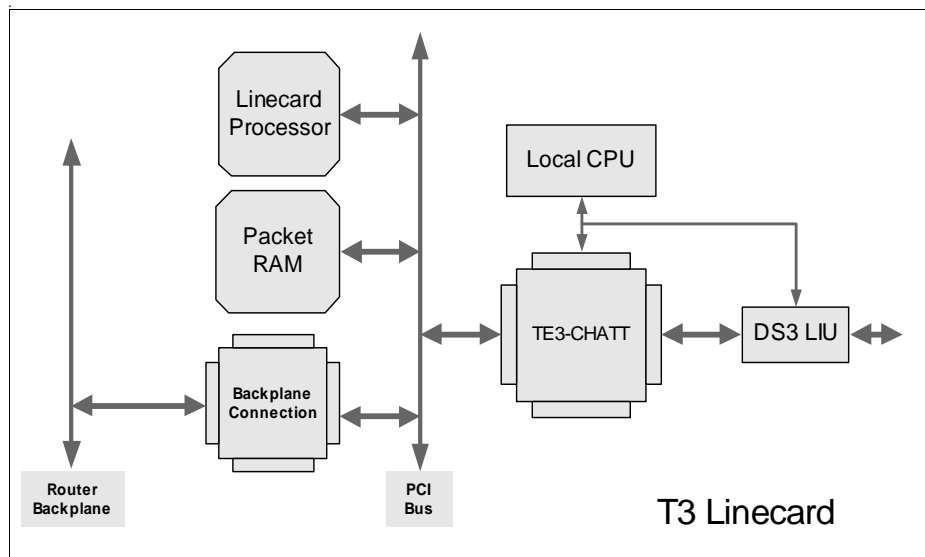 Linecard
Processor
Local CPU
Packet
RAM
TE3-CHATT
DS3 LIU
Backplane
Connection
Router
Backplane
PCI
Bus
T3 Linecard